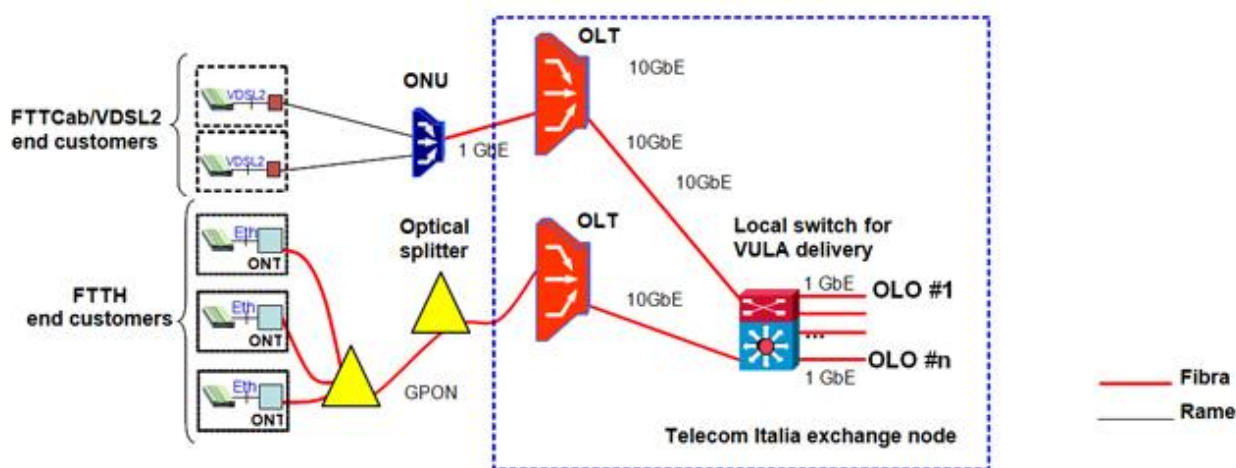 OLT
10GbE
ONU
VDSL2
FTTCab/VDSL2
end customers
1 GbE
10GbE
VDSL2
10GbE
Eth
ONT
Optical
splitter
OLT
Local switch for
VULA delivery
FTTH
end customers
Eth
ONT
10GbE
1 GbE
OLO #1
...
OLO #n
1 GbE
Eth
ONT
GPON
Fibra
Rame
Telecom Italia exchange node